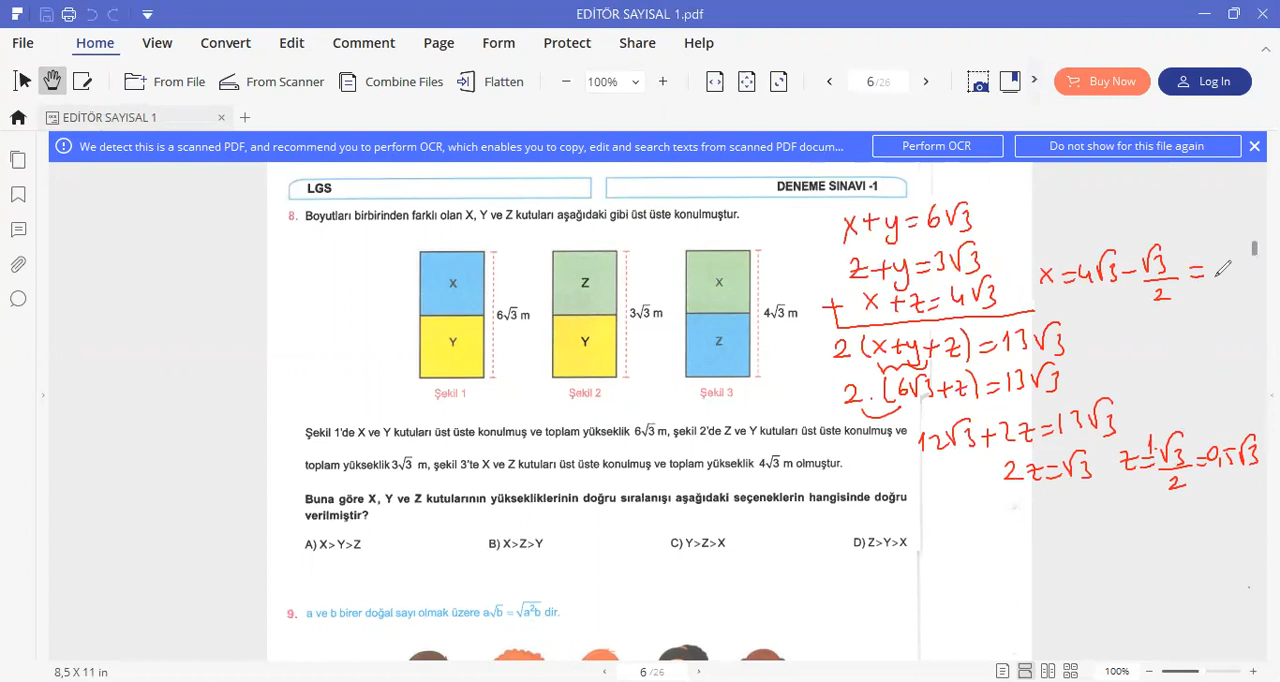 EDİTÖR SAYISAL 1.pdf
File Home View Convert Edit Comment Page Form Protect Share Help
From File From Scanner Combine Files Flatten 100% 6/26 Buy Now Log In
EDİTÖR SAYISAL 1
We detect this is a scanned PDF, and recommend you to perform OCR, which enables you to copy, edit and search texts from scanned PDF docum... Perform OCR Do not show for this file again
LGS DENEME SINAVI -1
8. Boyutları birbirinden farklı olan X, Y ve Z kutuları aşağıdaki gibi üst üste konulmuştur.
X Y 6√3 m Şekil 1
Z Y 3√3 m Şekil 2
X Z 4√3 m Şekil 3
Şekil 1'de X ve Y kutuları üst üste konulmuş ve toplam yükseklik 6√3 m, şekil 2'de Z ve Y kutuları üst üste konulmuş ve
toplam yükseklik 3√3 m, şekil 3'te X ve Z kutuları üst üste konulmuş ve toplam yükseklik 4√3 m olmuştur.
Buna göre X, Y ve Z kutularının yüksekliklerinin doğru sıralanışı aşağıdaki seçeneklerin hangisinde doğru
verilmiştir?
A) X>Y>Z B) X>Z>Y C) Y>Z>X D) Z>Y>X
9. a ve b birer doğal sayı olmak üzere a√b = √a²b dir.
x+y=6√3
z+y=3√3
+ x+z=4√3
2(x+y+z)=13√3
2.(6√3+z)=13√3
12√3+2z=13√3
2z=√3 z=1.√3/2=0,5√3
x=4√3-√3/2=
8,5 x 11 in 6/26 100%